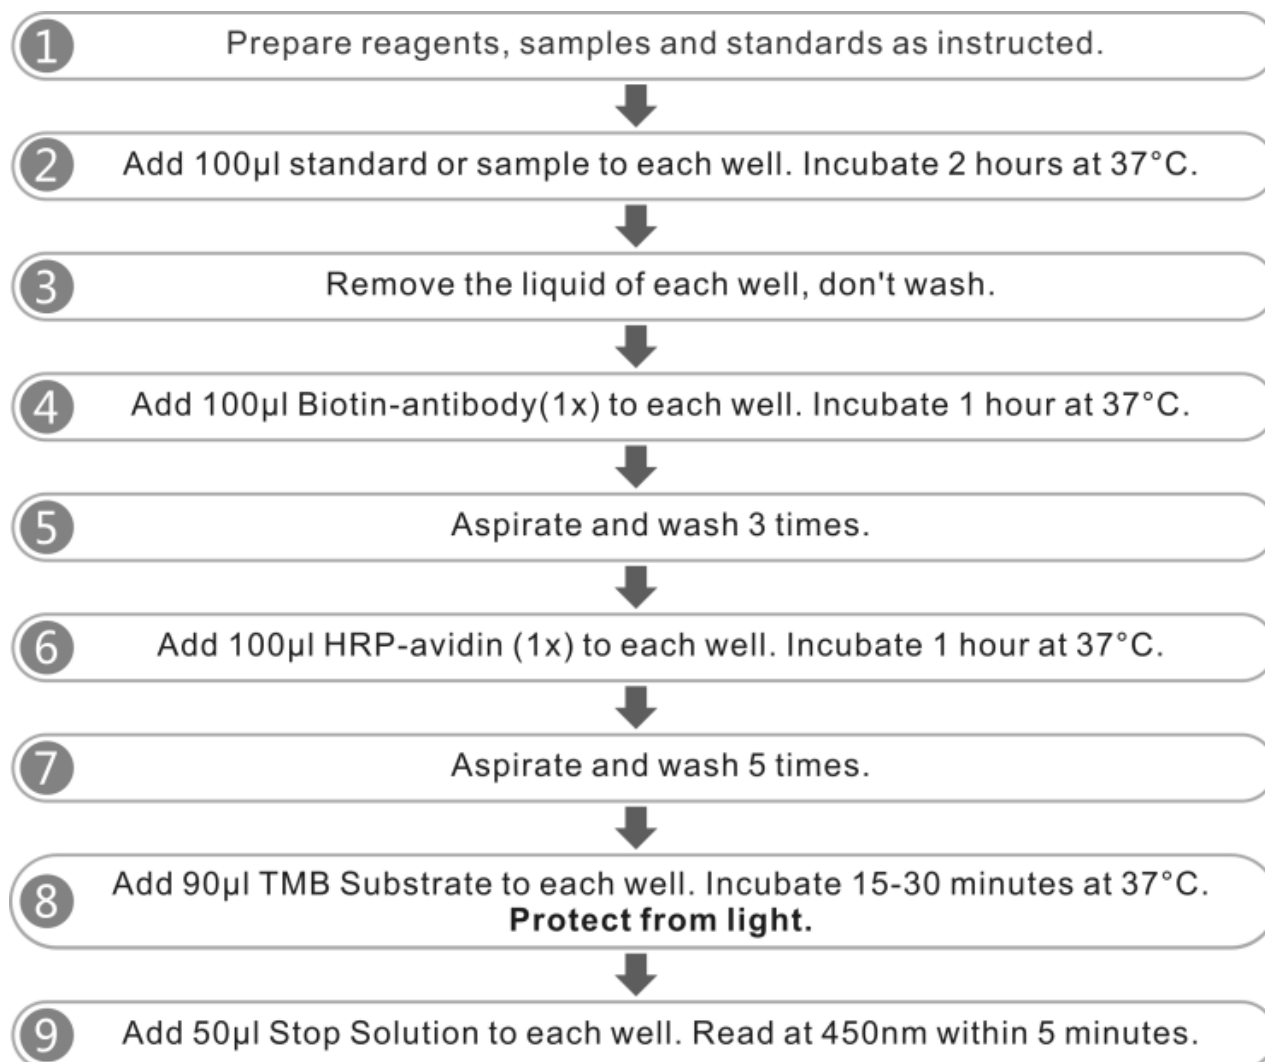 1 Prepare reagents, samples and standards as instructed.
2 Add 100µl standard or sample to each well. Incubate 2 hours at 37°C.
3 Remove the liquid of each well, don't wash.
4 Add 100µl Biotin-antibody(1x) to each well. Incubate 1 hour at 37°C.
5 Aspirate and wash 3 times.
6 Add 100µl HRP-avidin (1x) to each well. Incubate 1 hour at 37°C.
7 Aspirate and wash 5 times.
8 Add 90µl TMB Substrate to each well. Incubate 15-30 minutes at 37°C.
Protect from light.
9 Add 50µl Stop Solution to each well. Read at 450nm within 5 minutes.